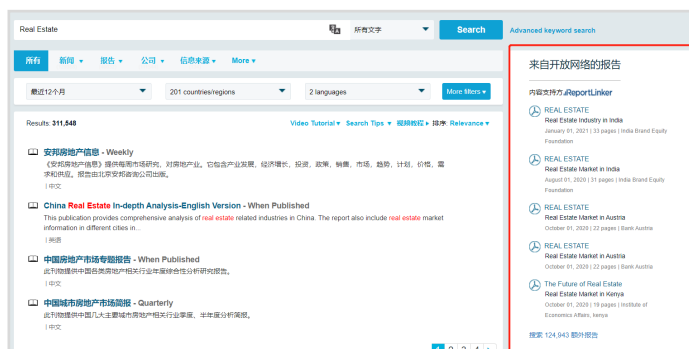 Real Estate
所有文字
Search
Advanced keyword search
所有
新闻
报告
公司
信息来源
More
最近12个月
201 countries/regions
2 languages
More filters
Results: 311,648
Video Tutorial
Search Tips
视频教程
排序: Relevance
安邦房地产信息 - Weekly
《安邦房地产信息》提供每周市场研究，对房地产业。它包含产业发展，经济增长，投资，政策，销售，市场，趋势，计划，价格，需
求和供应。报告由北京安邦咨询公司出版。
| 中文
China Real Estate In-depth Analysis-English Version - When Published
This publication provides comprehensive analysis of real estate related industries in China. The report also include real estate market
information in different cities in...
| 英语
中国房地产市场专题报告 - When Published
此刊物提供中国各类房地产相关行业年度综合性分析研究报告。
| 中文
中国城市房地产市场简报 - Quarterly
此刊物提供中国几大主要城市房地产相关行业季度、半年度分析简报。
| 中文
1 2 3 4
来自开放网络的报告
内容支持方 ReportLinker
REAL ESTATE
Real Estate Industry in India
January 01, 2021 | 33 pages | India Brand Equity
Foundation
REAL ESTATE
Real Estate Market in India
August 01, 2020 | 31 pages | India Brand Equity
Foundation
REAL ESTATE
Real Estate Market in Austria
October 01, 2020 | 22 pages | Bank Austria
REAL ESTATE
Real Estate Market in Austria
October 01, 2020 | 22 pages | Bank Austria
The Future of Real Estate
Real Estate Market in Kenya
October 01, 2020 | 18 pages | Institute of
Economics Affairs, kenya
搜索 124,943 额外报告